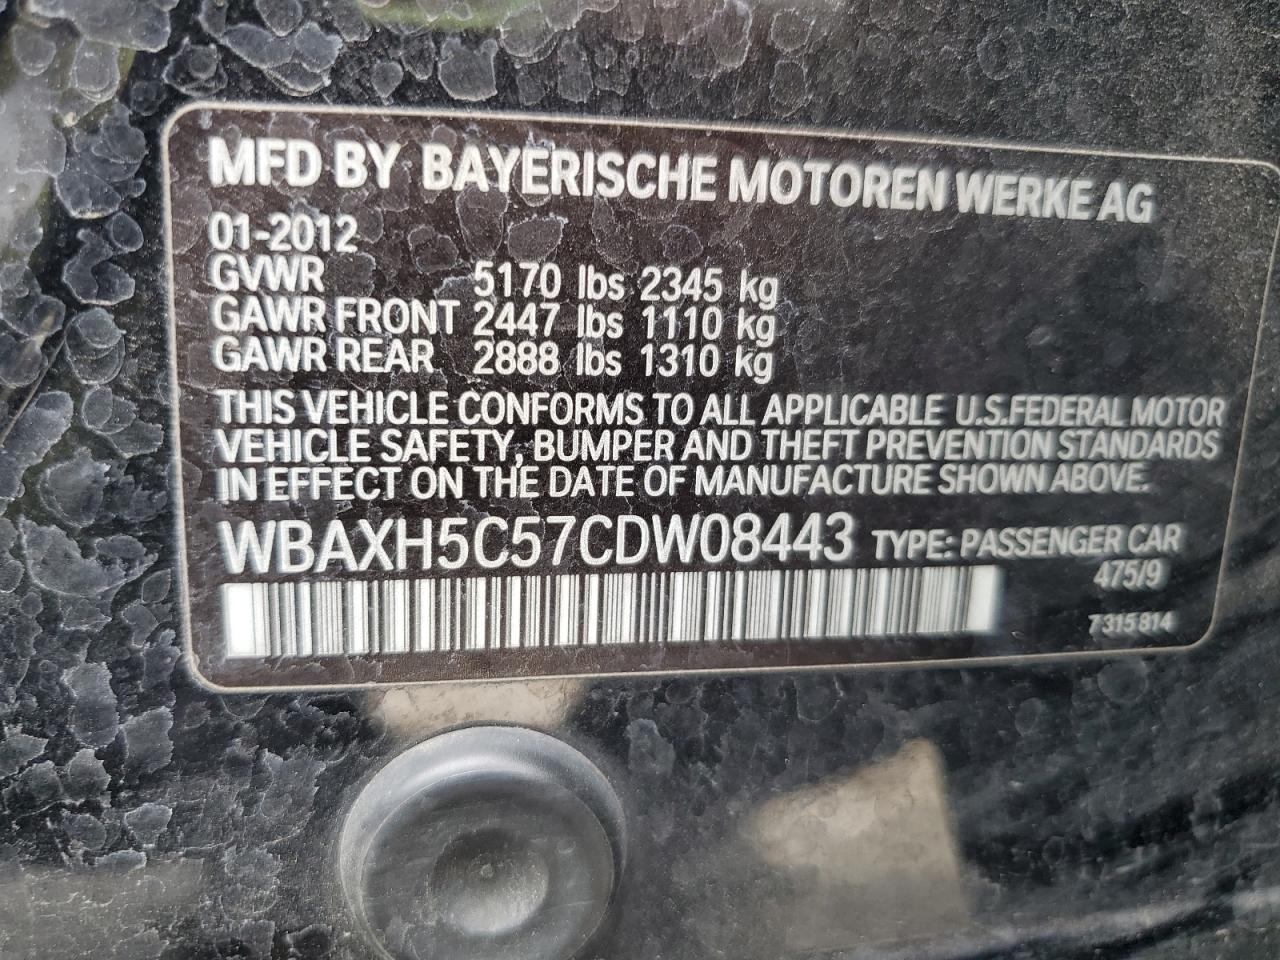 MFD BY BAYERISCHE MOTOREN WERKE AG
01-2012
GVWR 5170 lbs 2345 kg
GAWR FRONT 2447 lbs 1110 kg
GAWR REAR 2888 lbs 1310 kg
THIS VEHICLE CONFORMS TO ALL APPLICABLE U.S.FEDERAL MOTOR
VEHICLE SAFETY, BUMPER AND THEFT PREVENTION STANDARDS
IN EFFECT ON THE DATE OF MANUFACTURE SHOWN ABOVE.
WBAXH5C57CDW08443 TYPE: PASSENGER CAR
475/9
7 315 814